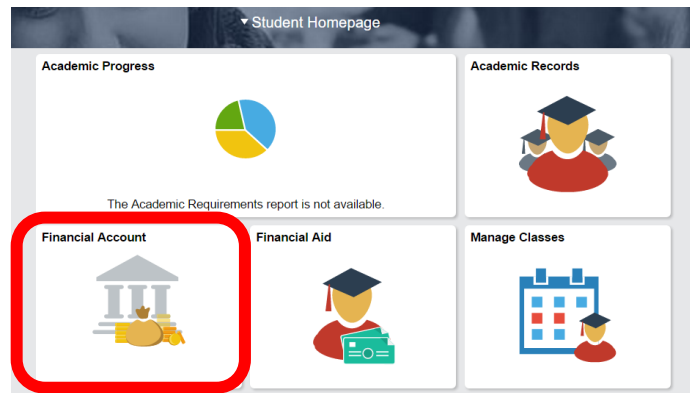 Student Homepage
Academic Progress
Academic Records
The Academic Requirements report is not available.
Financial Account
Financial Aid
Manage Classes